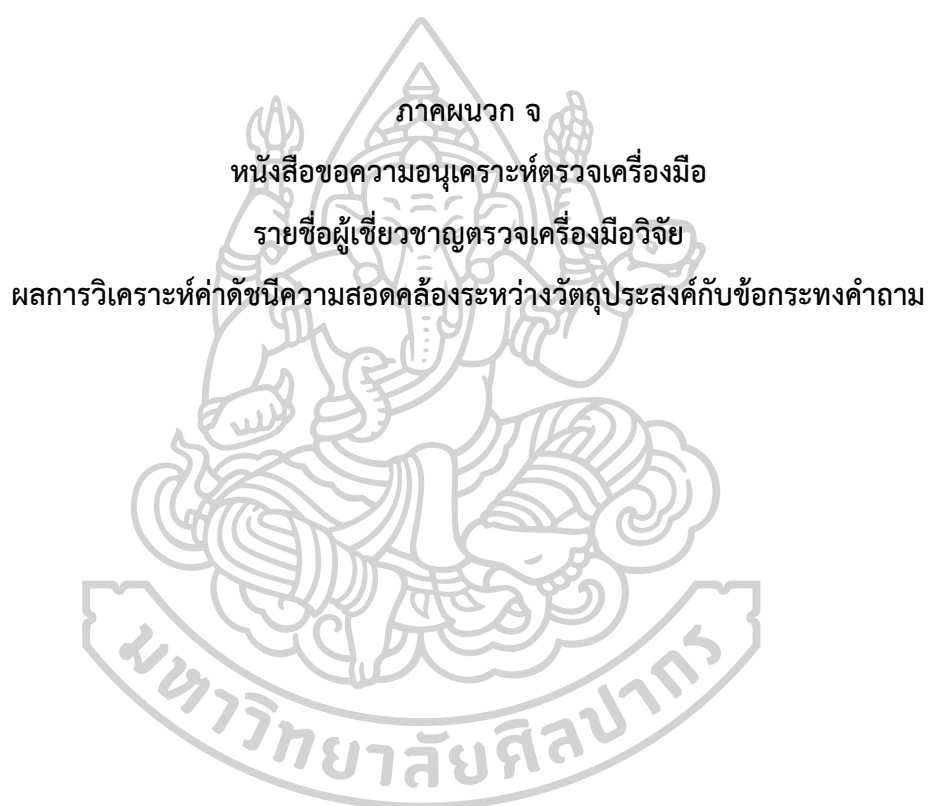 ภาคผนวก จ
หนังสือขอความอนุเคราะห์ตรวจเครื่องมือ
รายชื่อผู้เชี่ยวชาญตรวจเครื่องมือวิจัย
ผลการวิเคราะห์ค่าดัชนีความสอดคล้องระหว่างวัตถุประสงค์กับข้อกระทงคำถาม
มหาวิทยาลัยศิลปากร